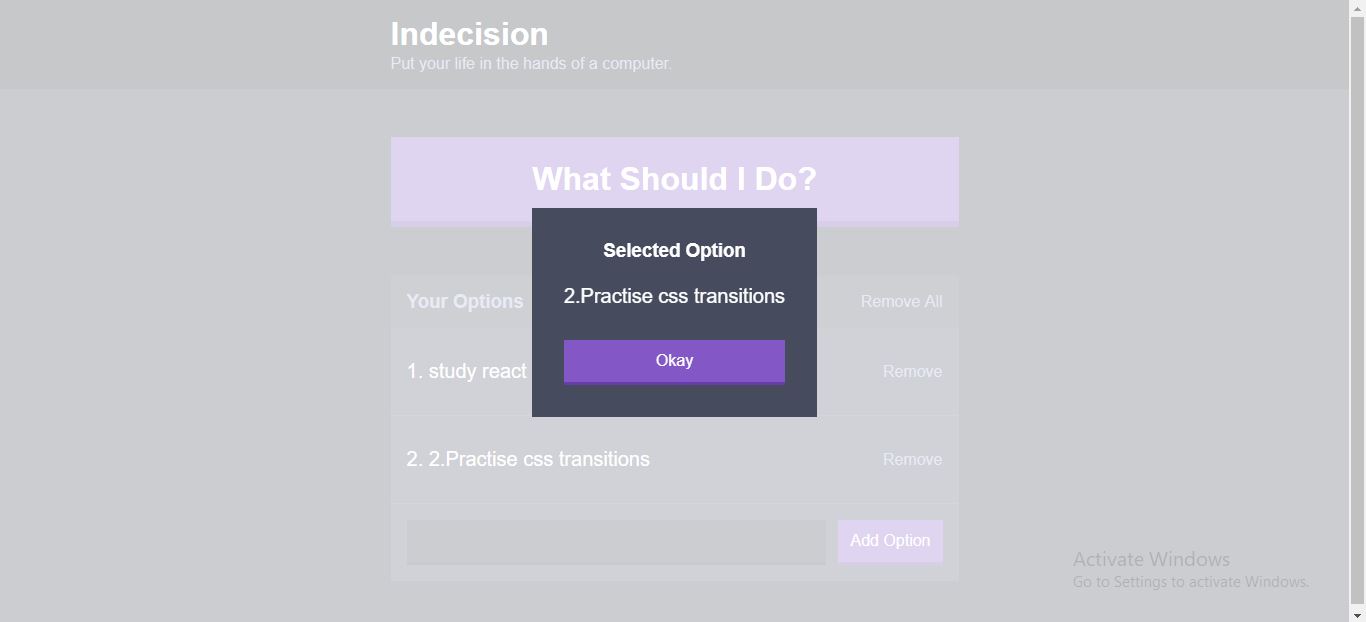 Indecision
Put your life in the hands of a computer.
What Should I Do?
Selected Option
2.Practise css transitions
Okay
Your Options
Remove All
1. study react
Remove
2. 2.Practise css transitions
Remove
Add Option
Activate Windows
Go to Settings to activate Windows.